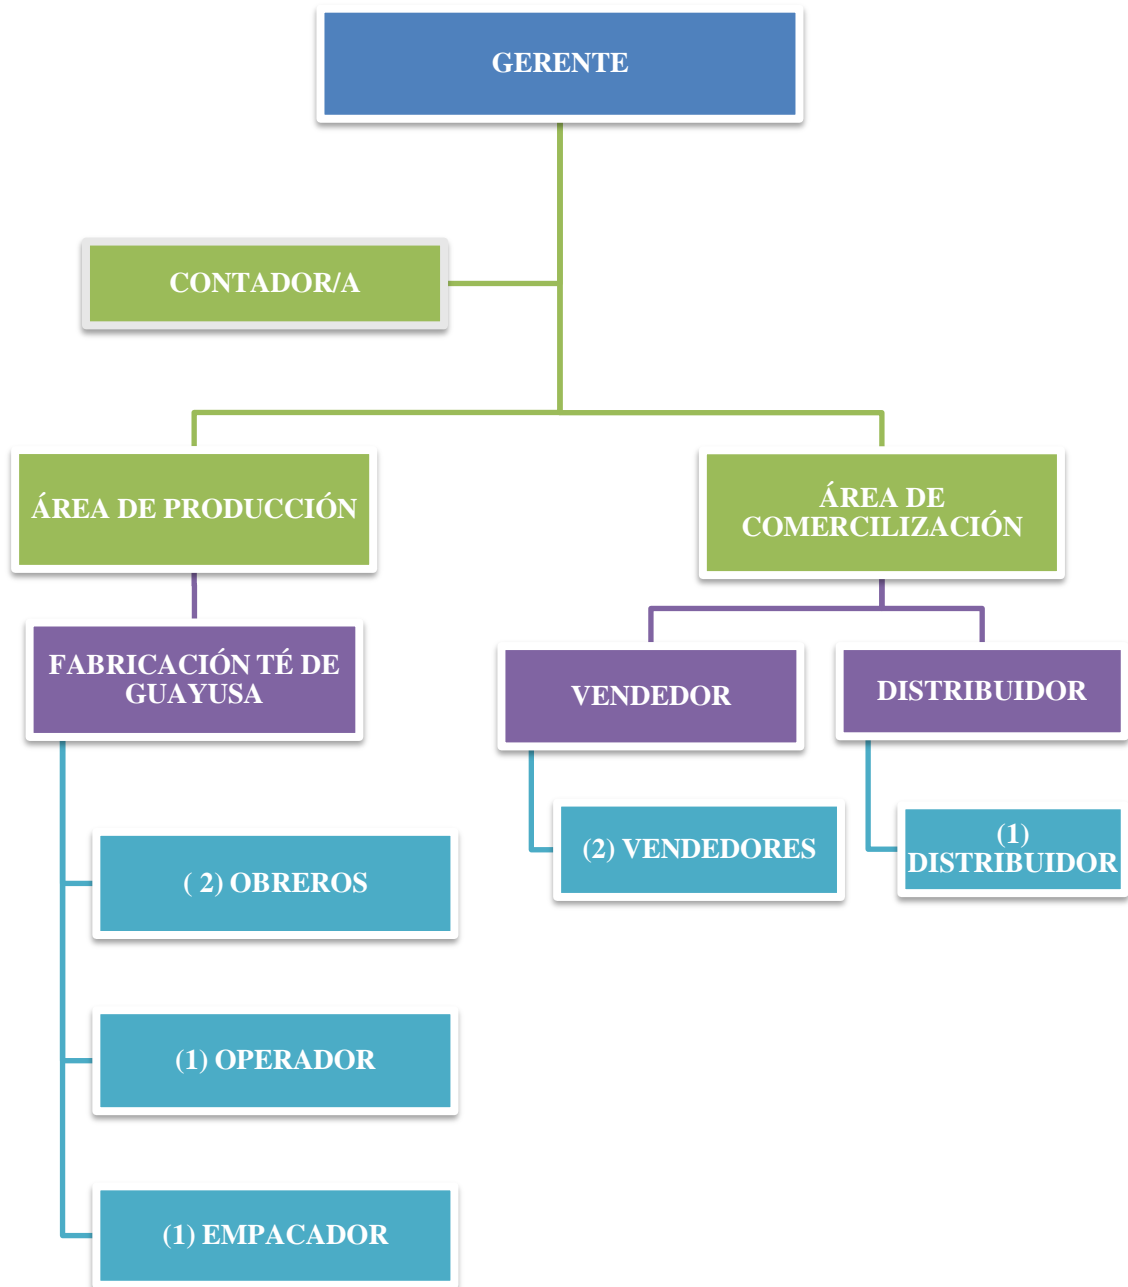 GERENTE
CONTADOR/A
ÁREA DE PRODUCCIÓN
ÁREA DE
COMERCILIZACIÓN
FABRICACIÓN TÉ DE
GUAYUSA
VENDEDOR
DISTRIBUIDOR
( 2) OBREROS
(1) OPERADOR
(1) EMPACADOR
(2) VENDEDORES
(1)
DISTRIBUIDOR